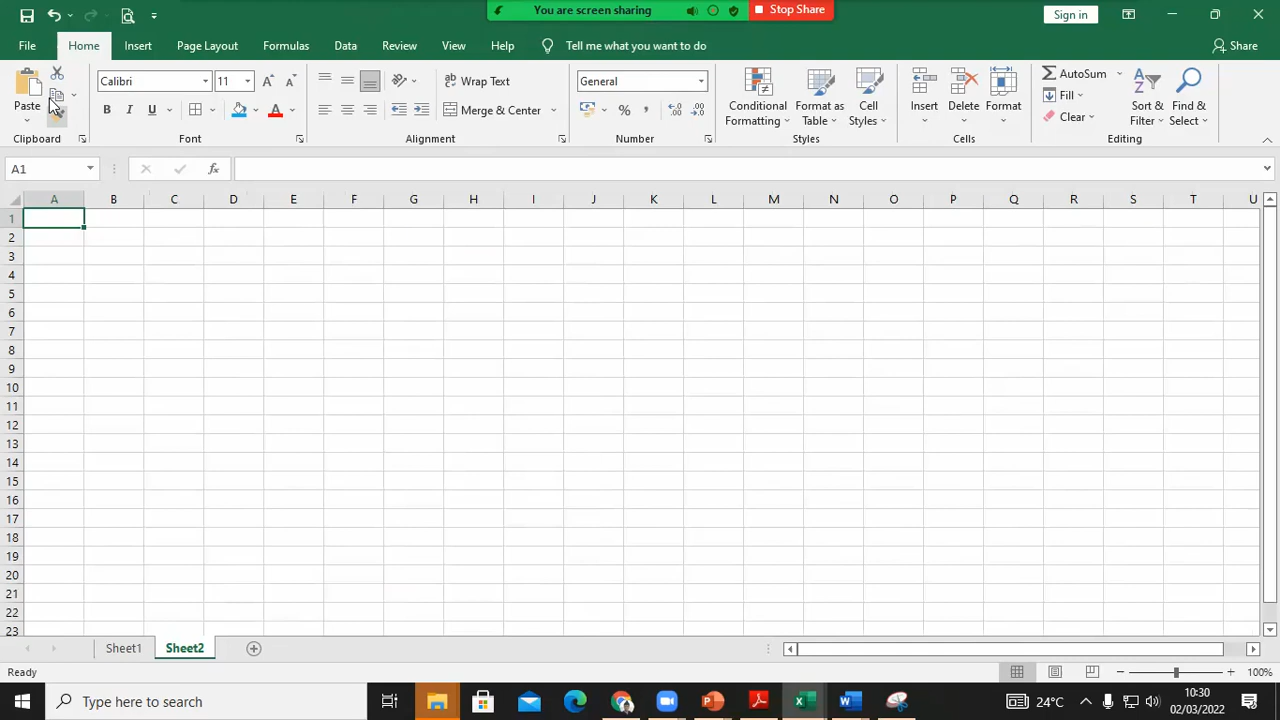 You are screen sharing Stop Share
Sign in
File Home Insert Page Layout Formulas Data Review View Help Tell me what you want to do Share
Paste
Calibri 11
B I U
Wrap Text
Merge & Center
General
%
Conditional Formatting
Format as Table
Cell Styles
Insert Delete Format
AutoSum
Fill
Clear
Sort & Filter
Find & Select
Clipboard Font Alignment Number Styles Cells Editing
A1 fx
A B C D E F G H I J K L M N O P Q R S T U
1
2
3
4
5
6
7
8
9
10
11
12
13
14
15
16
17
18
19
20
21
22
23
Sheet1 Sheet2
Ready 100%
Type here to search 24°C 10:30
02/03/2022